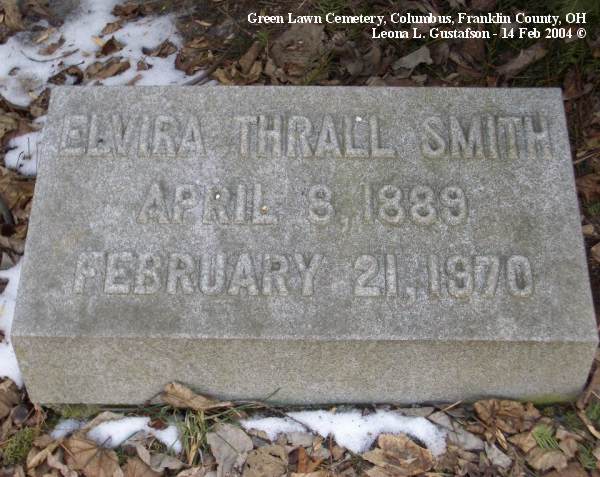 Green Lawn Cemetery, Columbus, Franklin County, OH
Leona L. Gustafson - 14 Feb 2004 ©
ELVIRA THRALL SMITH
APRIL 8, 1889
FEBRUARY 21, 1970